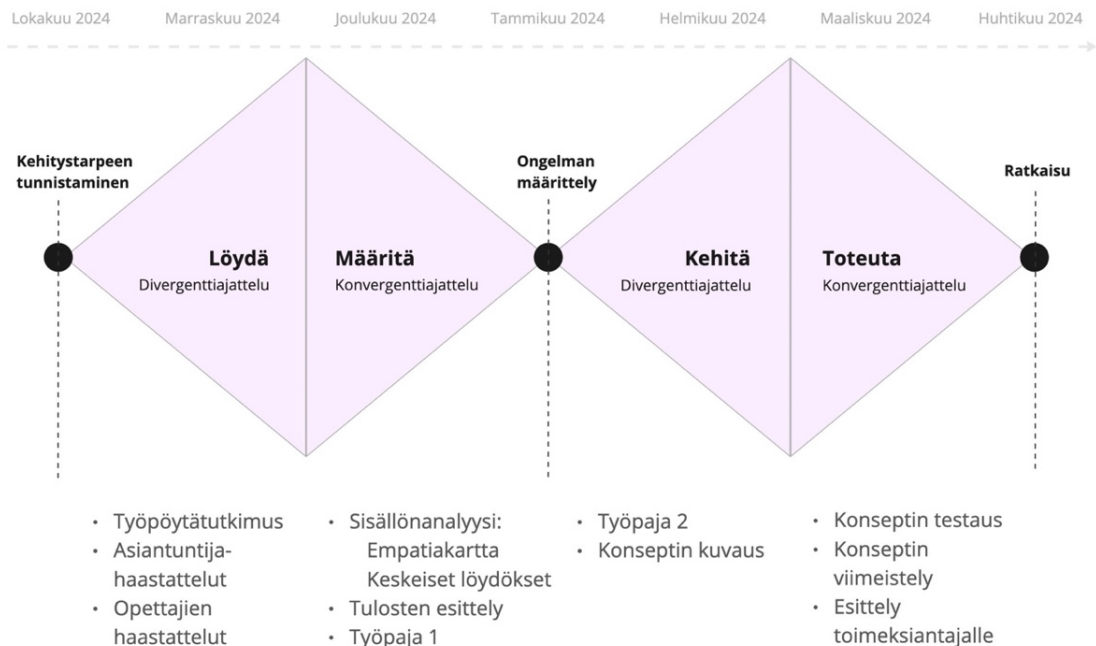 Lokakuu 2024 Marraskuu 2024 Joulukuu 2024 Tammikuu 2024 Helmikuu 2024 Maaliskuu 2024 Huhtikuu 2024
Kehitystarpeen
tunnistaminen
Ongelman
määrittely
Ratkaisu
Löydä
Divergenttiajattelu
Määritä
Konvergenttiajattelu
Kehitä
Divergenttiajattelu
Toteuta
Konvergenttiajattelu
• Työpöytätutkimus
• Asiantuntija-
haastattelut
• Opettajien
haastattelut
• Sisällönanalyysi:
Empatiakartta
Keskeiset löydökset
• Tulosten esittely
• Työpaja 1
• Työpaja 2
• Konseptin kuvaus
• Konseptin testaus
• Konseptin
viimeistely
• Esittely
toimeksiantajalle